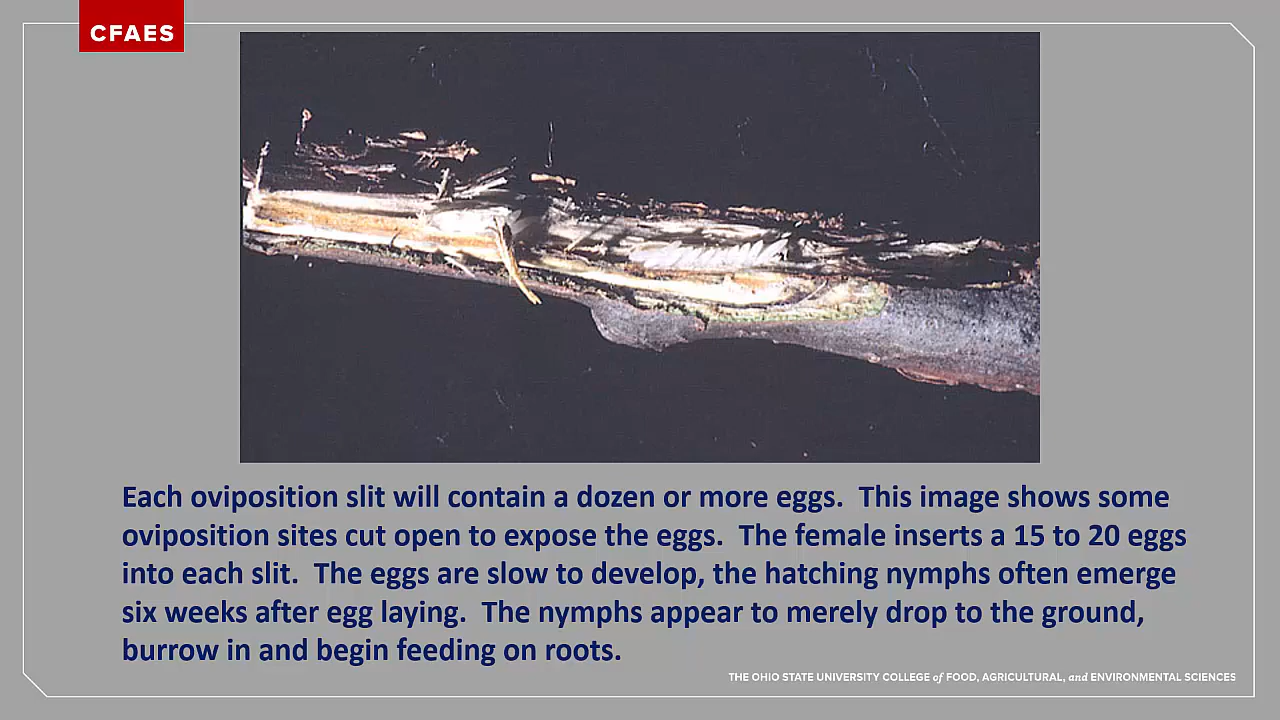 CFAES
Each oviposition slit will contain a dozen or more eggs.  This image shows some
oviposition sites cut open to expose the eggs.  The female inserts a 15 to 20 eggs
into each slit.  The eggs are slow to develop, the hatching nymphs often emerge
six weeks after egg laying.  The nymphs appear to merely drop to the ground,
burrow in and begin feeding on roots.
THE OHIO STATE UNIVERSITY COLLEGE of FOOD, AGRICULTURAL, and ENVIRONMENTAL SCIENCES